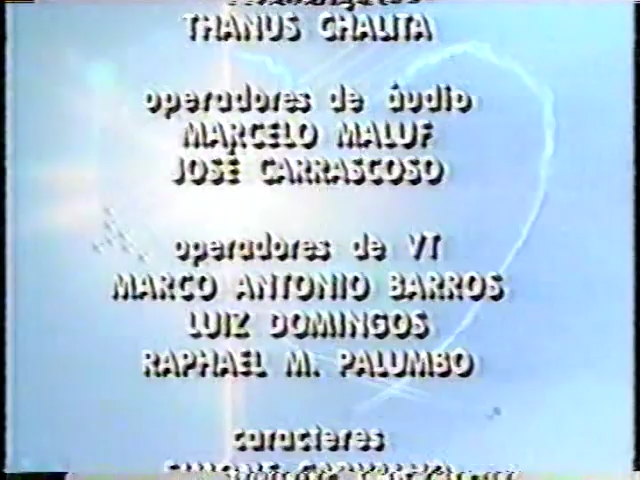 THANUS CHALITA
operadores de áudio
MARCELO MALUF
JOSÉ CARRASCOSO
operadores de VT
MARCO ANTONIO BARROS
LUIZ DOMINGOS
RAPHAEL M. PALUMBO
caracteres